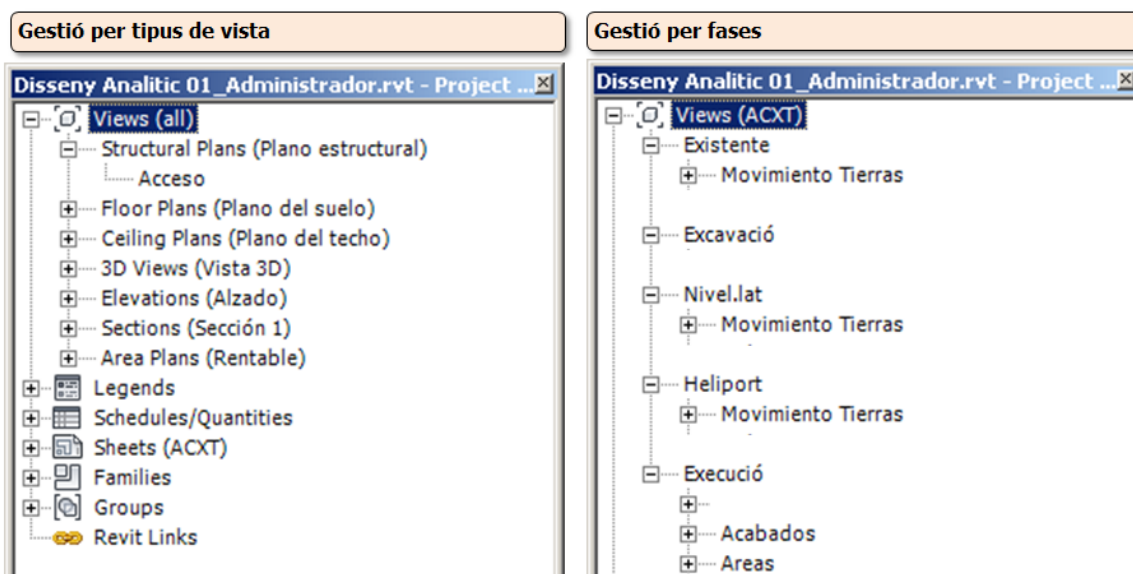 Gestió per tipus de vista
Disseny Analitic 01_Administrador.rvt - Project ...
Views (all)
Structural Plans (Plano estructural)
Acceso
Floor Plans (Plano del suelo)
Ceiling Plans (Plano del techo)
3D Views (Vista 3D)
Elevations (Alzado)
Sections (Sección 1)
Area Plans (Rentable)
Legends
Schedules/Quantities
Sheets (ACXT)
Families
Groups
Revit Links
Gestió per fases
Disseny Analitic 01_Administrador.rvt - Project ...
Views (ACXT)
Existente
Movimiento Tierras
Excavació
Nivel.lat
Movimiento Tierras
Heliport
Movimiento Tierras
Execució
Acabados
Areas